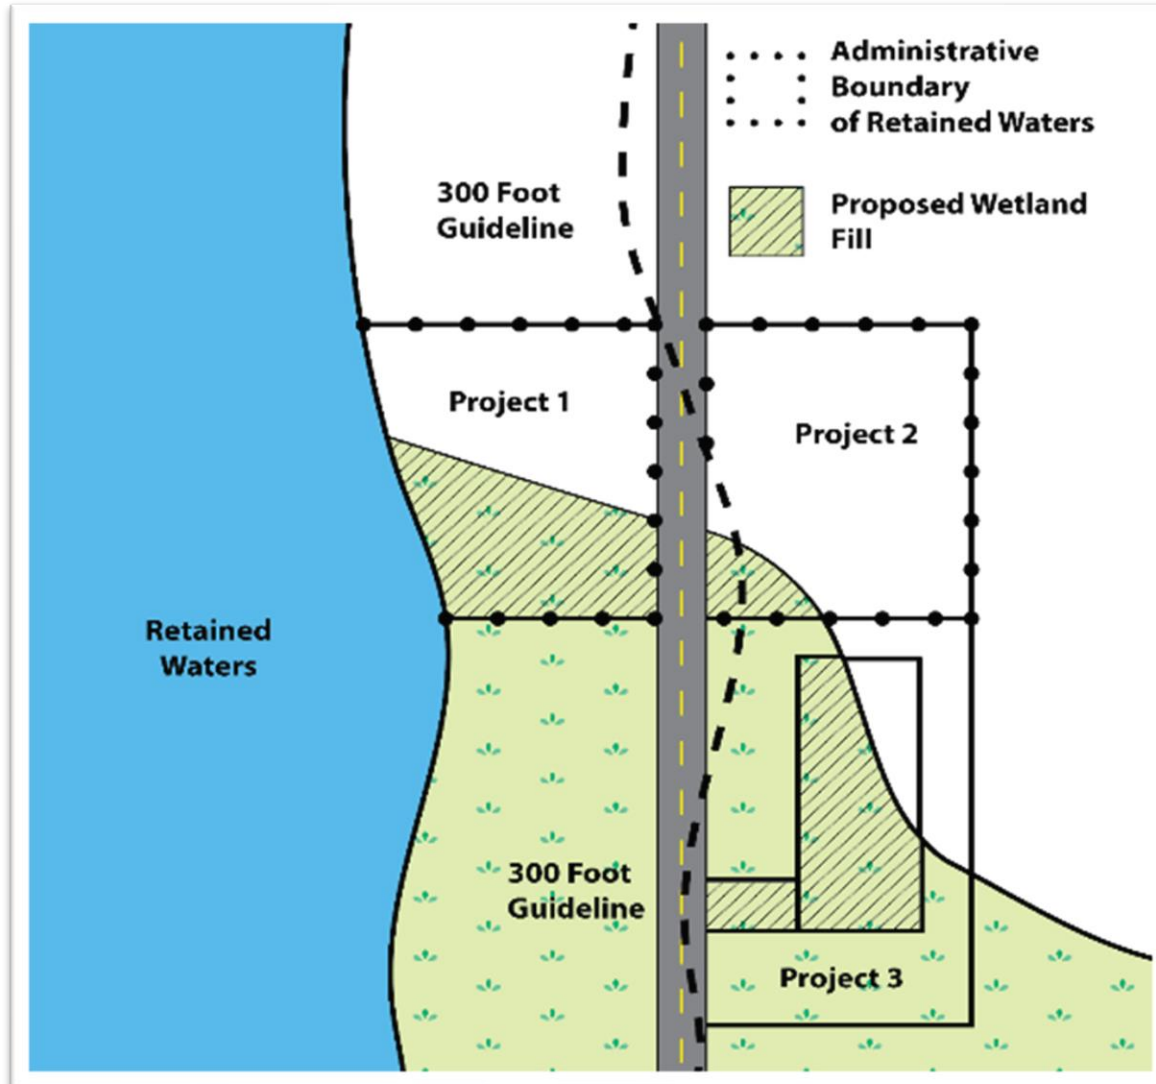 Administrative
Boundary
of Retained Waters
300 Foot
Guideline
Proposed Wetland
Fill
Project 1
Project 2
Retained
Waters
300 Foot
Guideline
Project 3